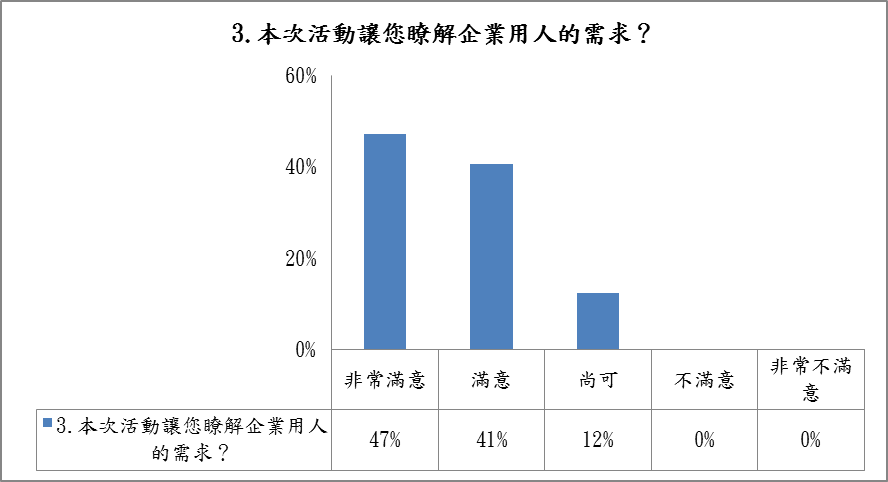 3.本次活動讓您瞭解企業用人的需求？
60%
40%
20%
0%
非常滿意 滿意 尚可 不滿意 非常不滿
意
3.本次活動讓您瞭解企業用人
的需求？
47% 41% 12% 0% 0%